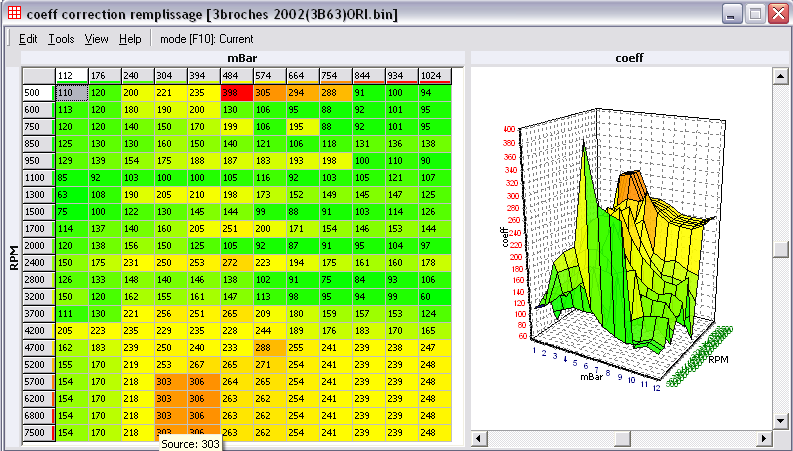 coeff correction remplissage [3broches 2002(3B63)ORI.bin]
Edit Tools View Help mode [F10]: Current
mBar
112 176 240 304 394 484 574 664 754 844 934 1024
500 110 120 200 221 235 398 305 294 288 91 100 94
600 113 120 180 190 200 130 106 95 88 92 101 95
750 120 120 140 150 170 199 106 195 88 92 101 95
850 125 130 130 160 150 140 121 106 118 131 136 138
950 129 139 154 175 188 187 183 193 198 100 110 90
1100 85 92 103 100 100 105 116 92 103 105 121 107
1300 63 108 190 205 210 198 173 152 149 145 147 125
1500 75 100 122 130 145 144 99 88 91 103 114 126
1700 114 137 140 160 205 251 200 171 154 145 153 144
2000 120 138 156 150 125 105 92 87 91 95 104 97
2400 150 175 231 250 253 272 223 194 175 161 160 178
2800 126 133 148 140 146 138 102 91 75 84 93 106
3200 150 120 162 155 161 147 113 98 95 94 99 60
3700 111 130 221 256 251 265 209 180 159 157 153 124
4200 205 223 235 229 235 228 244 189 176 183 170 165
4700 162 183 239 250 240 233 288 255 241 239 238 247
5200 155 170 219 253 267 265 271 254 241 239 239 248
5700 154 170 218 303 306 264 265 254 241 239 239 248
6200 154 170 218 303 306 263 262 254 241 239 239 248
6800 154 170 218 303 306 263 262 254 241 239 239 248
7500 154 170 218 303 306 263 262 254 241 239 239 248
RPM
Source: 303
coeff
400
380
360
340
320
300
280
260
240
220
200
180
160
140
120
100
80
60
coeff
1 2 3 4 5 6 7 8 9 10 11 12
mBar
RPM